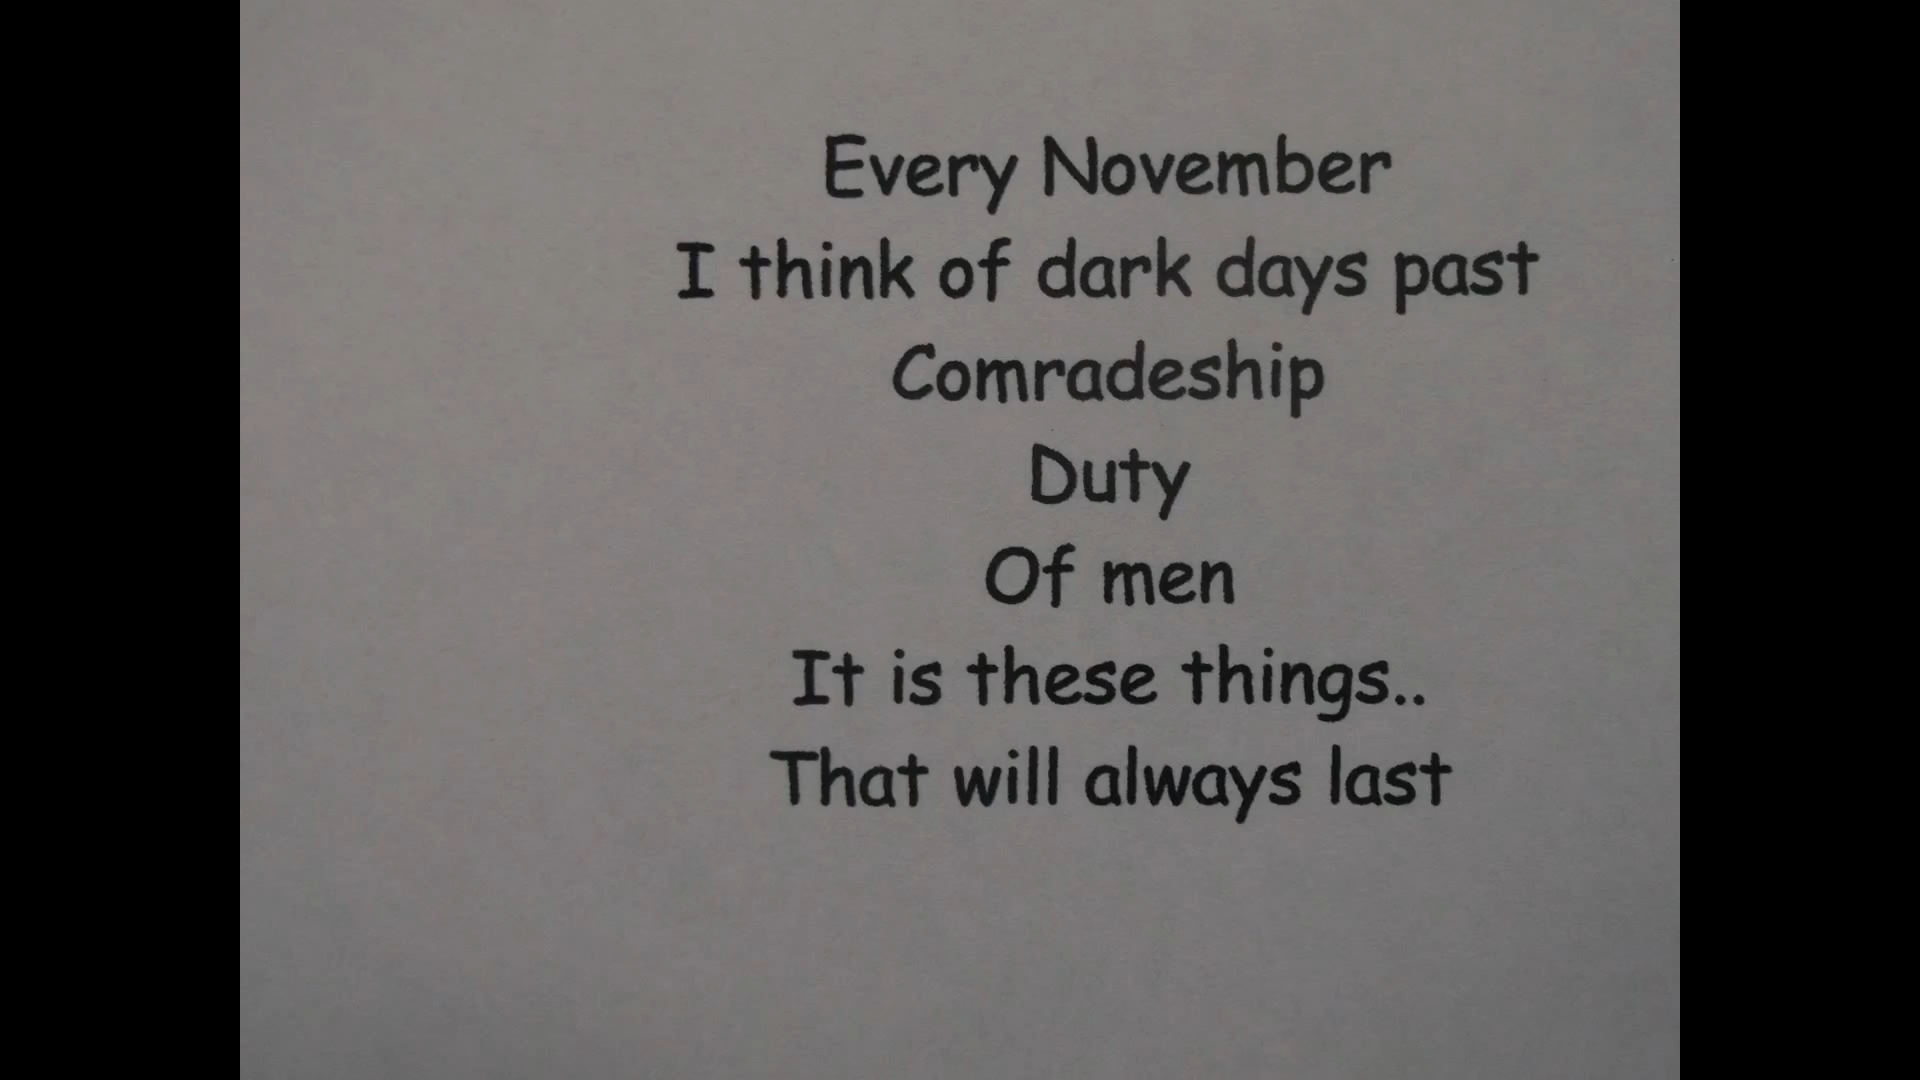 Every November
I think of dark days past
Comradeship
Duty
Of men
It is these things..
That will always last